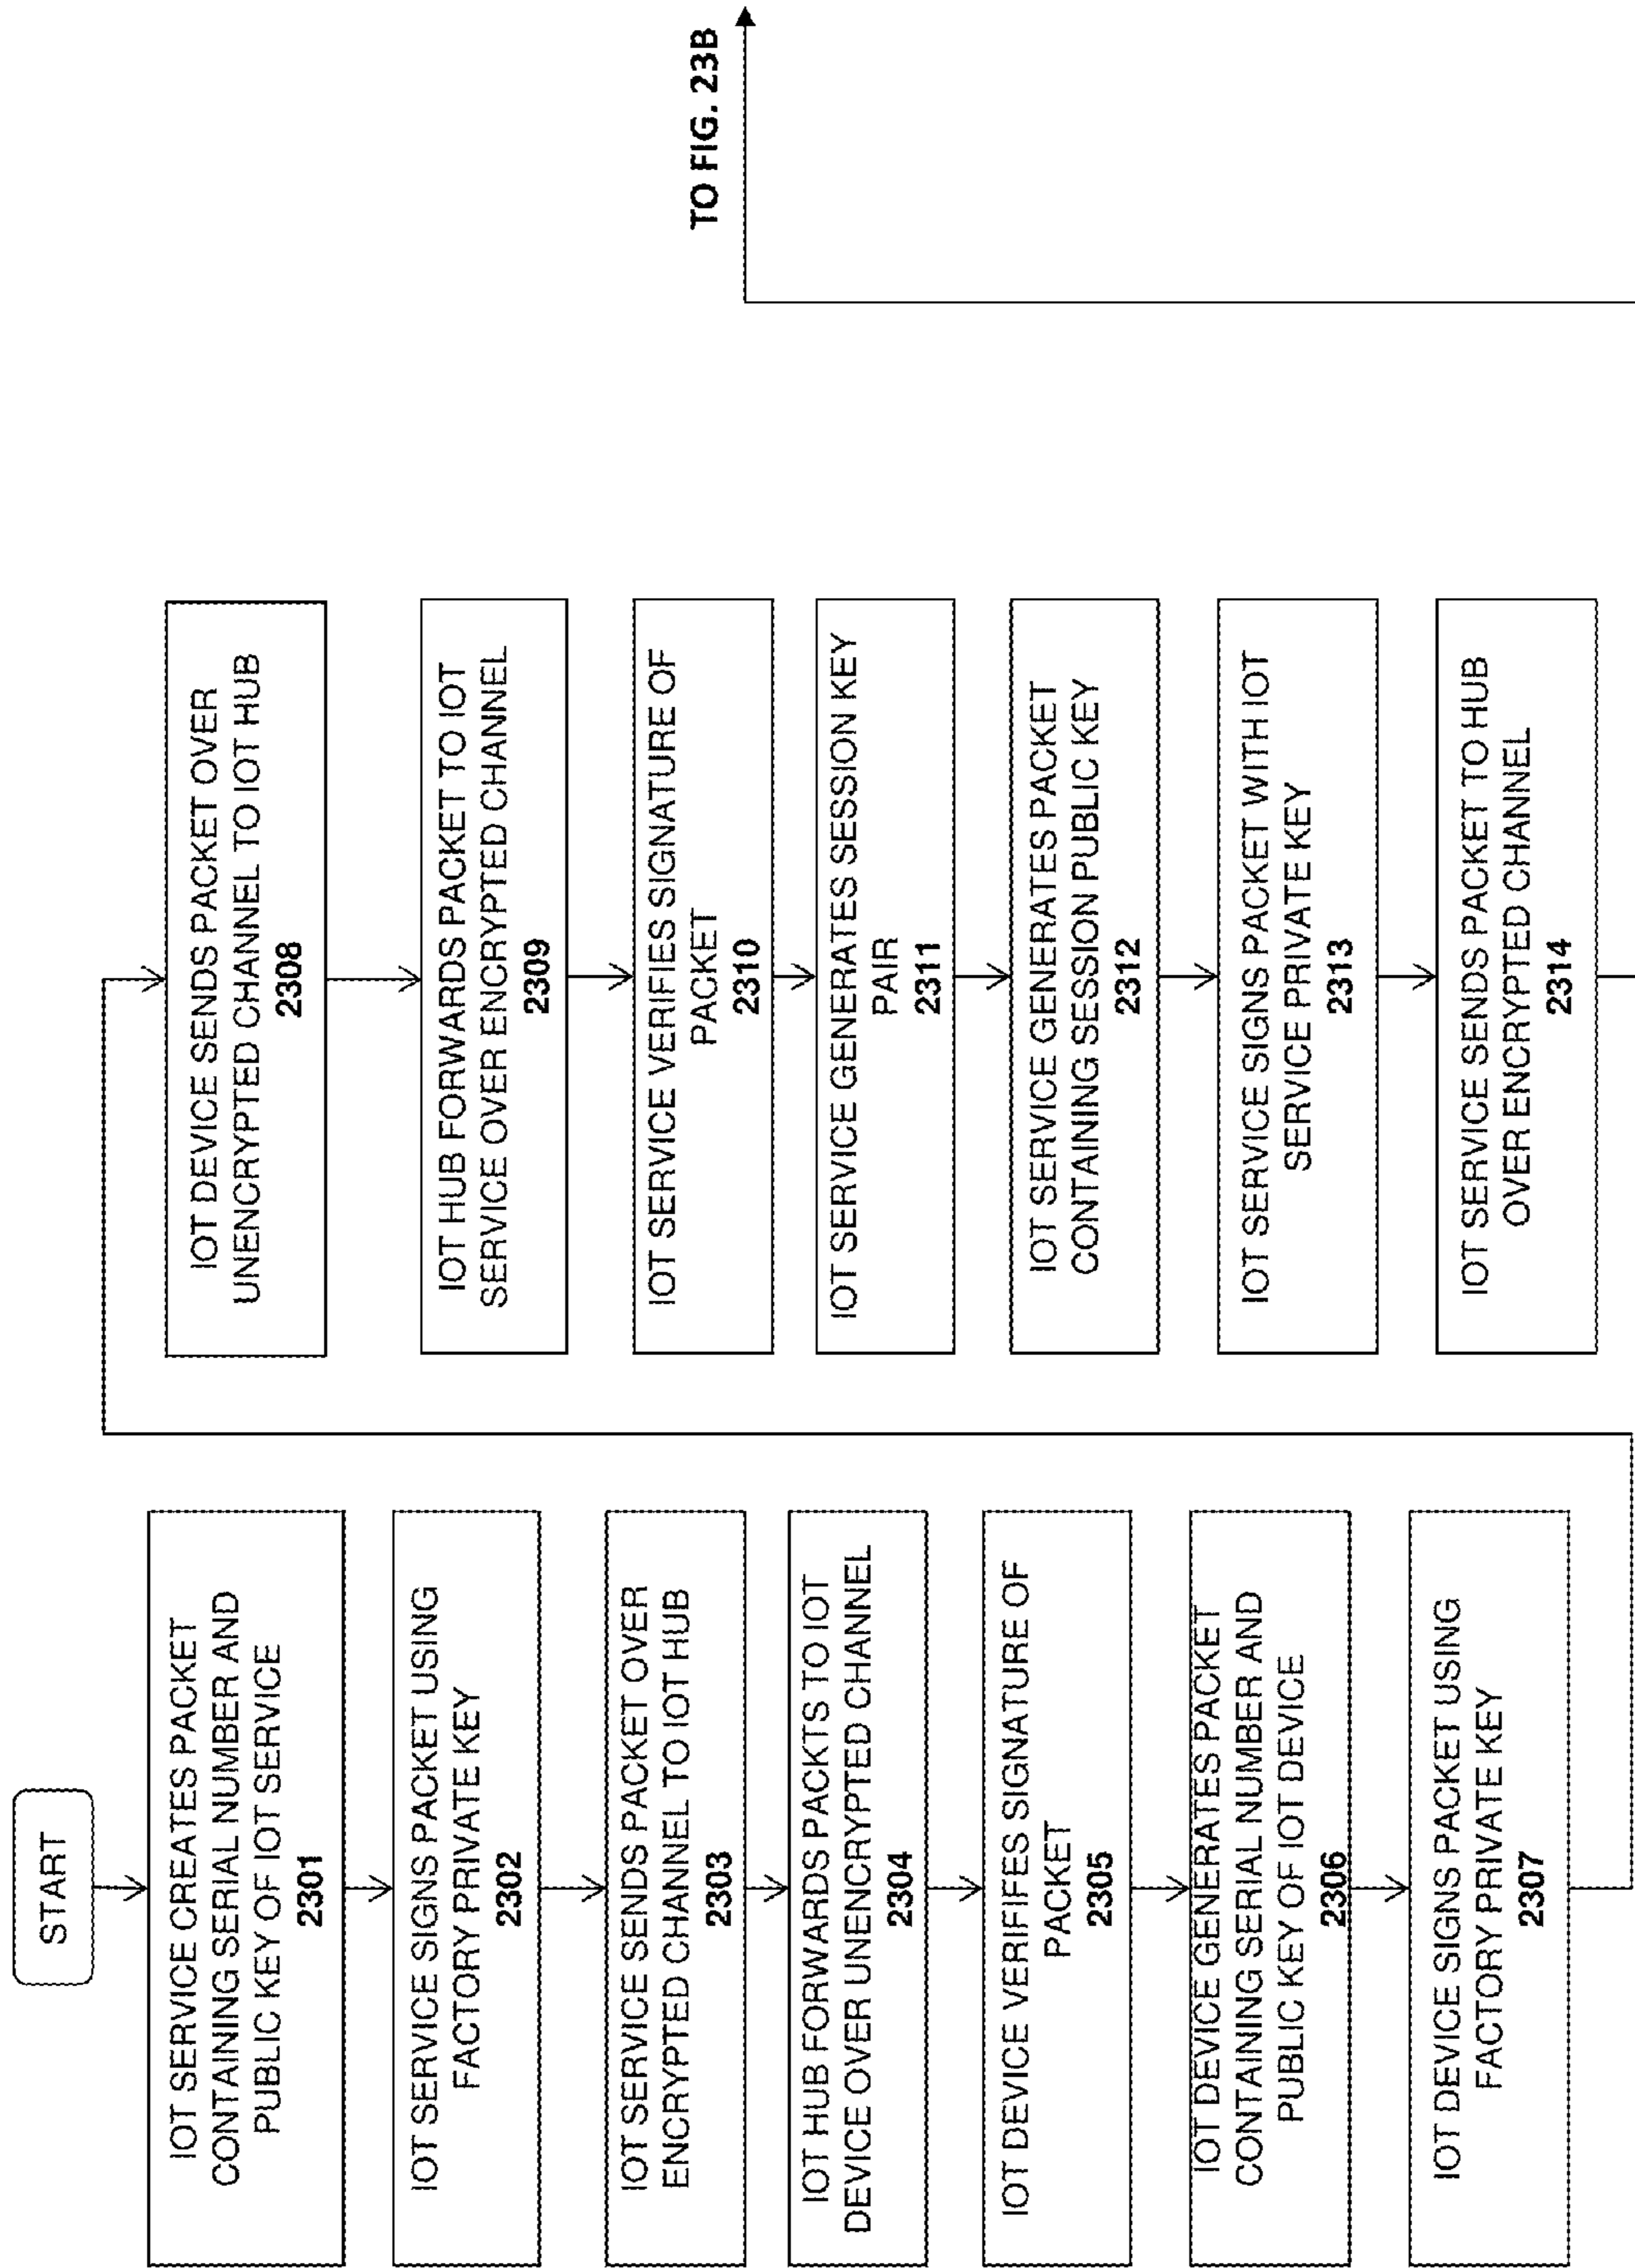 START
IOT SERVICE CREATES PACKET
CONTAINING SERIAL NUMBER AND
PUBLIC KEY OF IOT SERVICE
2301
IOT SERVICE SIGNS PACKET USING
FACTORY PRIVATE KEY
2302
IOT SERVICE SENDS PACKET OVER
ENCRYPTED CHANNEL TO IOT HUB
2303
IOT HUB FORWARDS PACKTS TO IOT
DEVICE OVER UNENCRYPTED CHANNEL
2304
IOT DEVICE VERIFIFES SIGNATURE OF
PACKET
2305
IOT DEVICE GENERATES PACKET
CONTAINING SERIAL NUMBER AND
PUBLIC KEY OF IOT DEVICE
2306
IOT DEVICE SIGNS PACKET USING
FACTORY PRIVATE KEY
2307
IOT DEVICE SENDS PACKET OVER
UNENCRYPTED CHANNEL TO IOT HUB
2308
IOT HUB FORWARDS PACKET TO IOT
SERVICE OVER ENCRYPTED CHANNEL
2309
IOT SERVICE VERIFIES SIGNATURE OF
PACKET
2310
IOT SERVICE GENERATES SESSION KEY
PAIR
2311
IOT SERVICE GENERATES PACKET
CONTAINING SESSION PUBLIC KEY
2312
IOT SERVICE SIGNS PACKET WITH IOT
SERVICE PRIVATE KEY
2313
IOT SERVICE SENDS PACKET TO HUB
OVER ENCRYPTED CHANNEL
2314
TO FIG. 23B